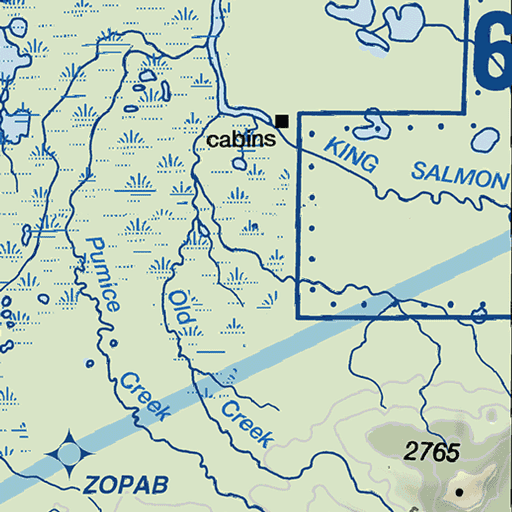 6
cabins
KING SALMON
Pumice Creek
Old Creek
2765
ZOPAB